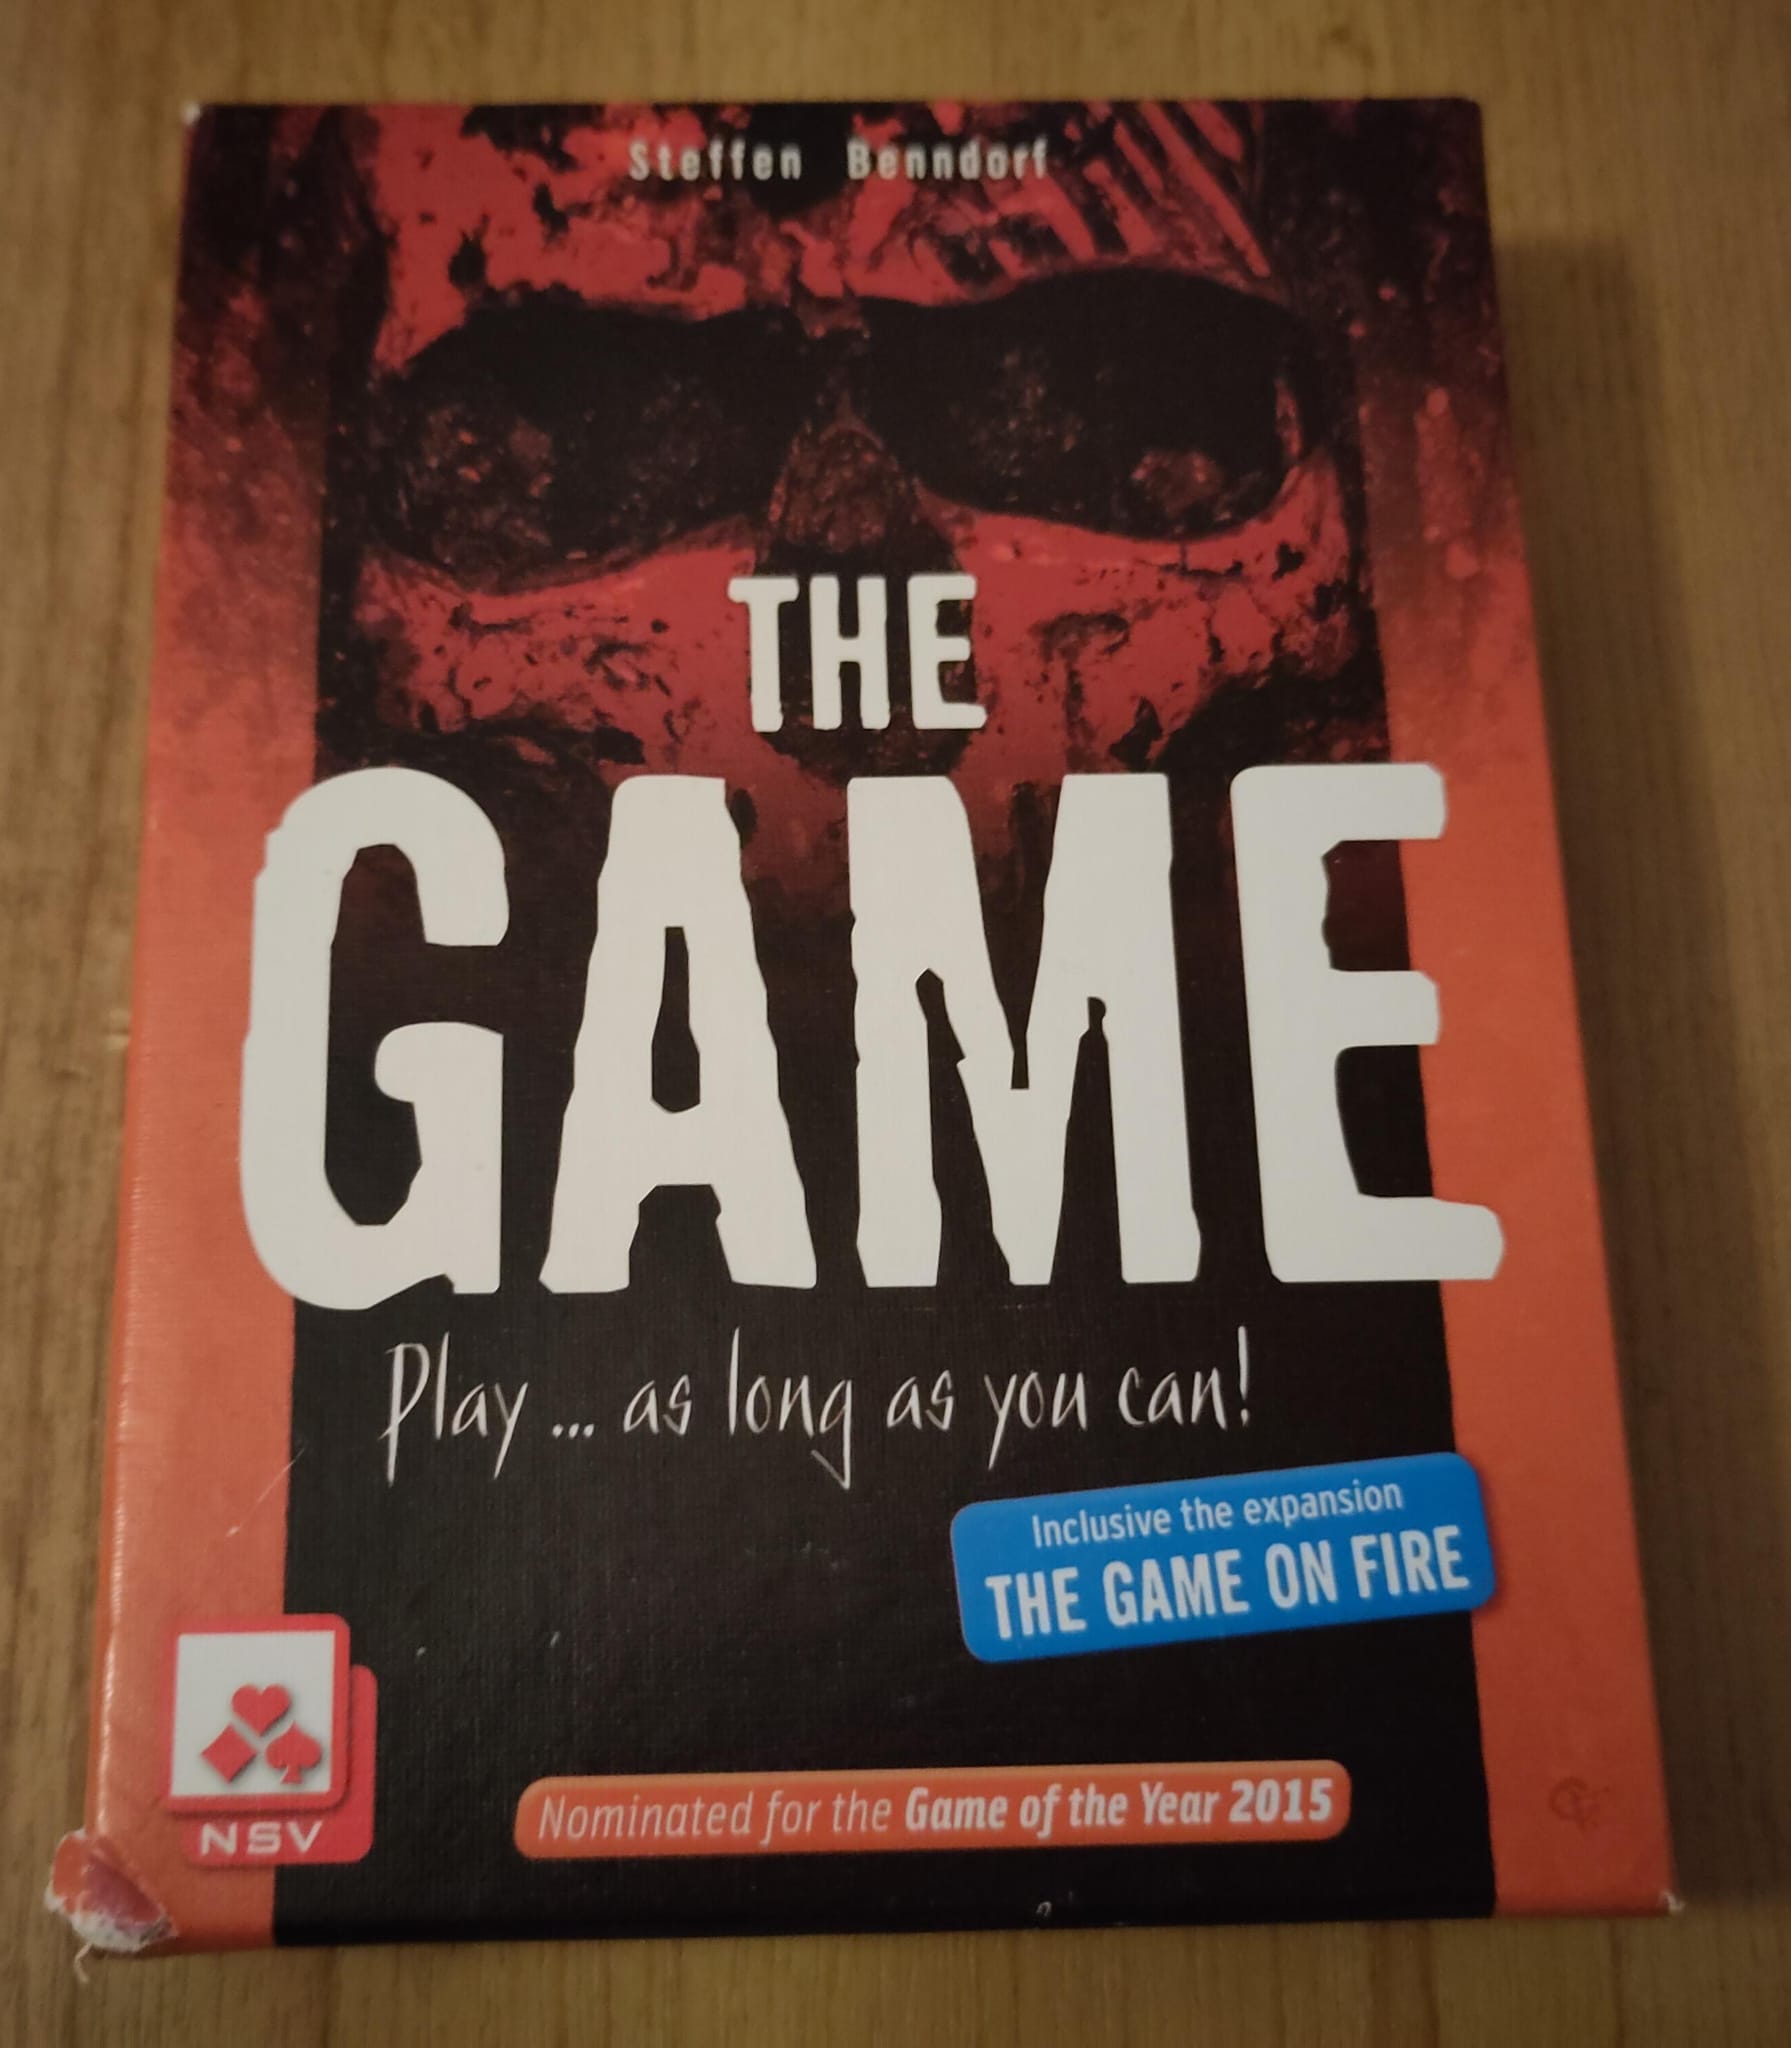 Steffen Benndorf
THE
GAME
Play... as long as you can!
Inclusive the expansion
THE GAME ON FIRE
NSV
Nominated for the Game of the Year 2015